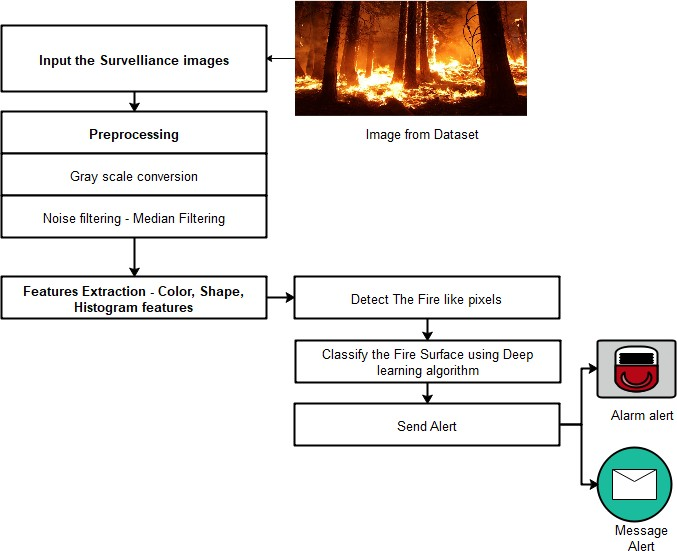 Input the Survelliance images
Image from Dataset
Preprocessing
Gray scale conversion
Noise filtering - Median Filtering
Features Extraction - Color, Shape,
Histogram features
Detect The Fire like pixels
Classify the Fire Surface using Deep
learning algorithm
Send Alert
Alarm alert
Message
Alert